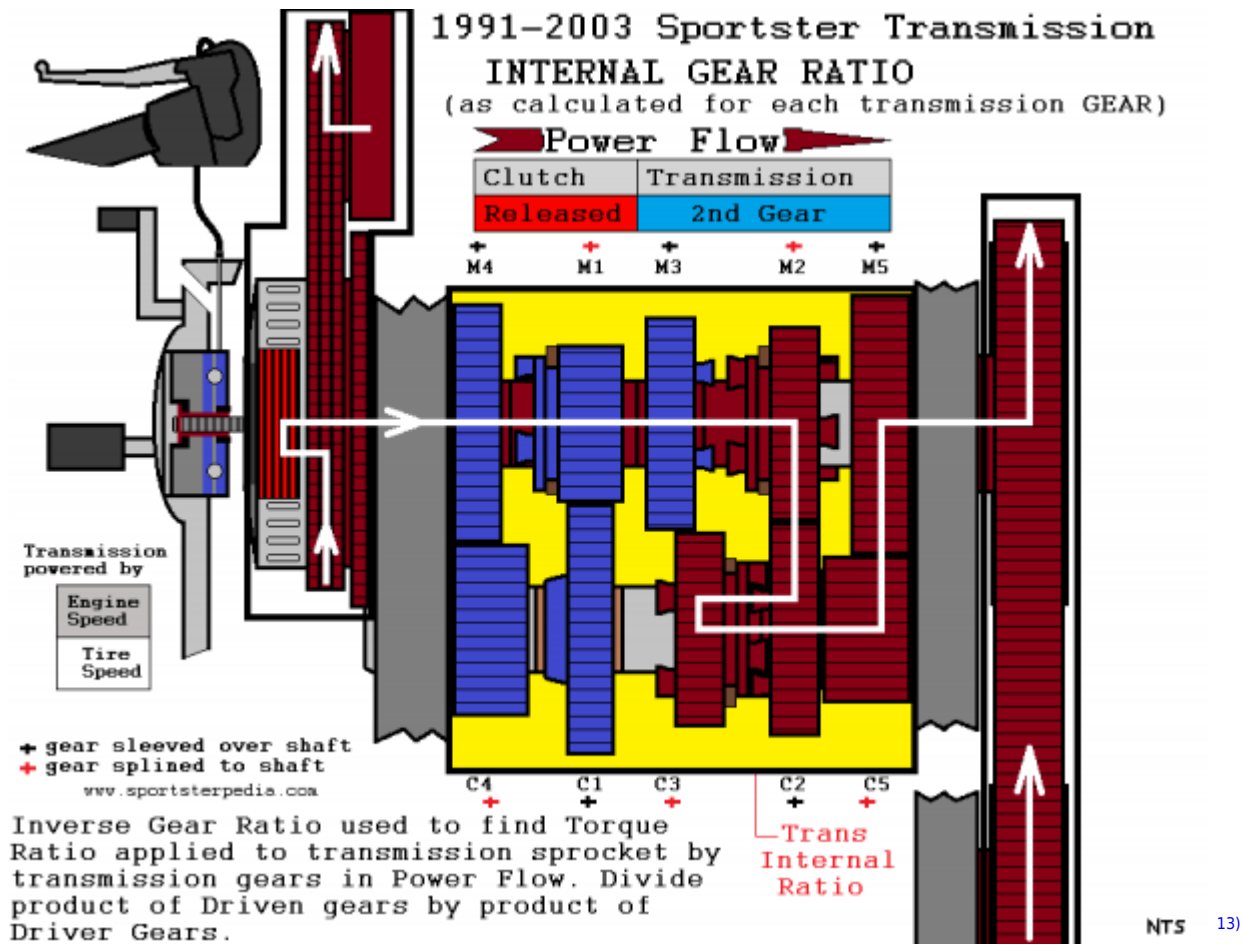 1991-2003 Sportster Transmission
INTERNAL GEAR RATIO
(as calculated for each transmission GEAR)
Power Flow
Clutch Transmission
Released 2nd Gear
M4 M1 M3 M2 M5
Transmission
powered by
Engine
Speed
Tire
Speed
+ gear sleeved over shaft
+ gear splined to shaft
www.sportsterpedia.com
C4 C1 C3 C2 C5
Trans
Internal
Ratio
Inverse Gear Ratio used to find Torque
Ratio applied to transmission sprocket by
transmission gears in Power Flow. Divide
product of Driven gears by product of
Driver Gears.
NTS 13)